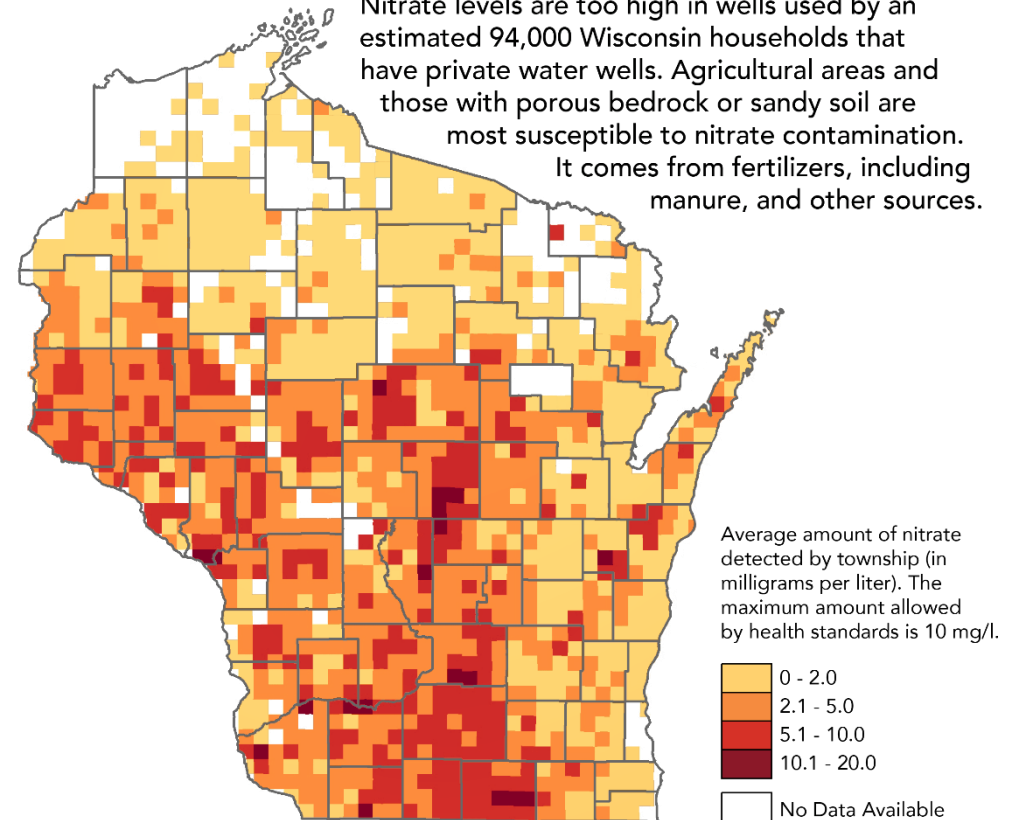 Nitrate levels are too high in wells used by an
estimated 94,000 Wisconsin households that
have private water wells. Agricultural areas and
those with porous bedrock or sandy soil are
most susceptible to nitrate contamination.
It comes from fertilizers, including
manure, and other sources.
Average amount of nitrate
detected by township (in
milligrams per liter). The
maximum amount allowed
by health standards is 10 mg/l.
0 - 2.0
2.1 - 5.0
5.1 - 10.0
10.1 - 20.0
No Data Available